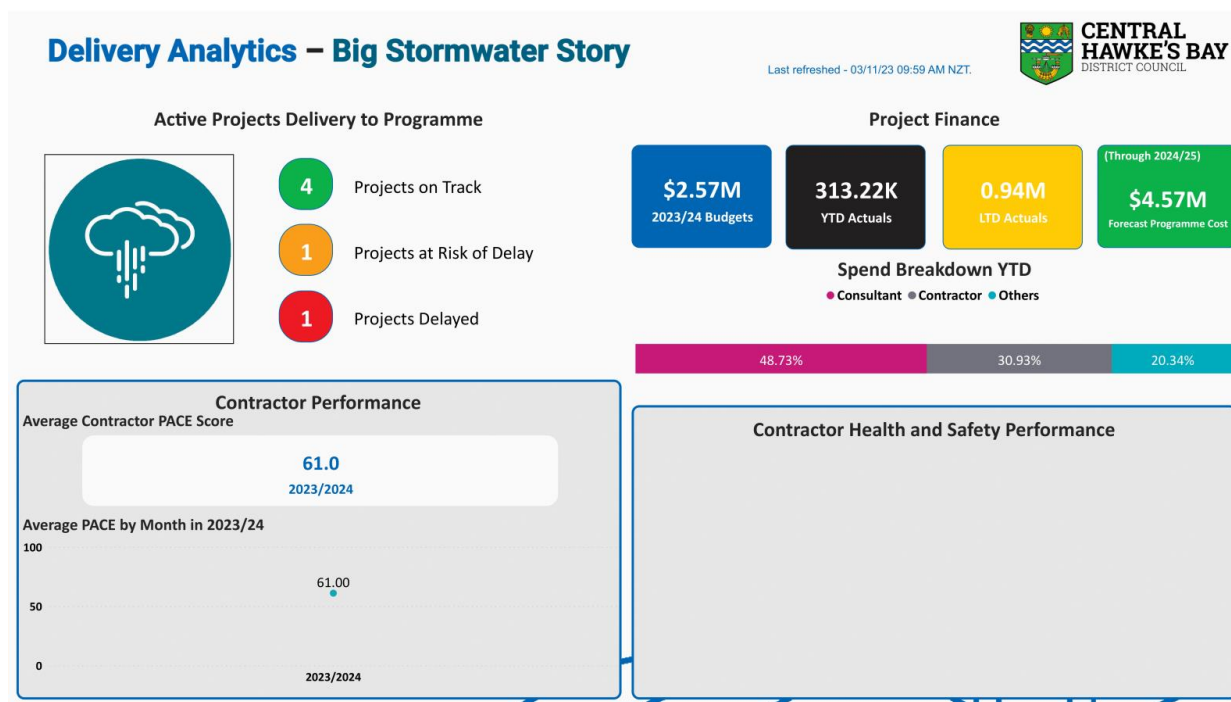 Delivery Analytics – Big Stormwater Story
Last refreshed - 03/11/23 09:59 AM NZT.
CENTRAL
HAWKE'S BAY
DISTRICT COUNCIL
Active Projects Delivery to Programme
4
Projects on Track
1
Projects at Risk of Delay
1
Projects Delayed
Project Finance
$2.57M
2023/24 Budgets
313.22K
YTD Actuals
0.94M
LTD Actuals
(Through 2024/25)
$4.57M
Forecast Programme Cost
Spend Breakdown YTD
Consultant Contractor Others
48.73% 30.93% 20.34%
Contractor Performance
Average Contractor PACE Score
61.0
2023/2024
Average PACE by Month in 2023/24
100
61.00
50
0
2023/2024
Contractor Health and Safety Performance